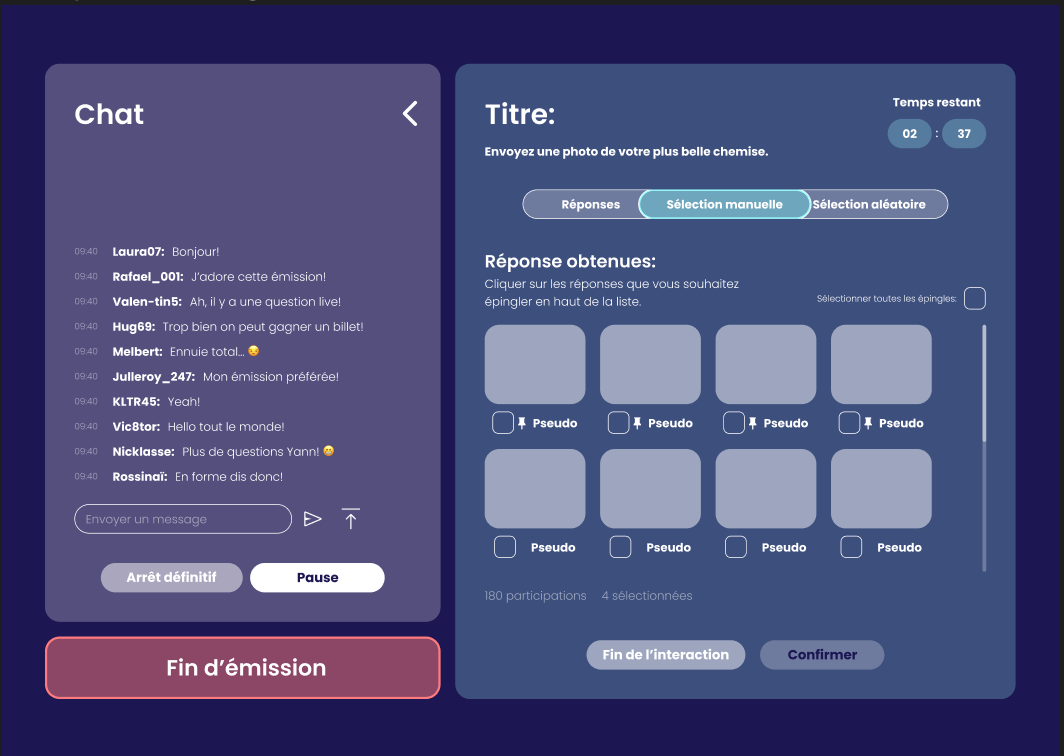 Chat
09:40 Laura07: Bonjour!
09:40 Rafael_001: J'adore cette émission!
09:40 Valen-tin5: Ah, il y a une question live!
09:40 Hug69: Trop bien on peut gagner un billet!
09:40 Melbert: Ennuie total... 😒
09:40 Julleroy_247: Mon émission préférée!
09:40 KLTR45: Yeah!
09:40 Vic8tor: Hello tout le monde!
09:40 Nicklasse: Plus de questions Yann! 😁
09:40 Rossinaï: En forme dis donc!
Envoyer un message
Arrêt définitif Pause
Fin d'émission
Titre:
Envoyez une photo de votre plus belle chemise.
Temps restant
02 : 37
Réponses Sélection manuelle Sélection aléatoire
Réponse obtenues:
Cliquer sur les réponses que vous souhaitez
épingler en haut de la liste.
Sélectionner toutes les épingles:
Pseudo Pseudo Pseudo Pseudo
Pseudo Pseudo Pseudo Pseudo
180 participations 4 sélectionnées
Fin de l'interaction Confirmer